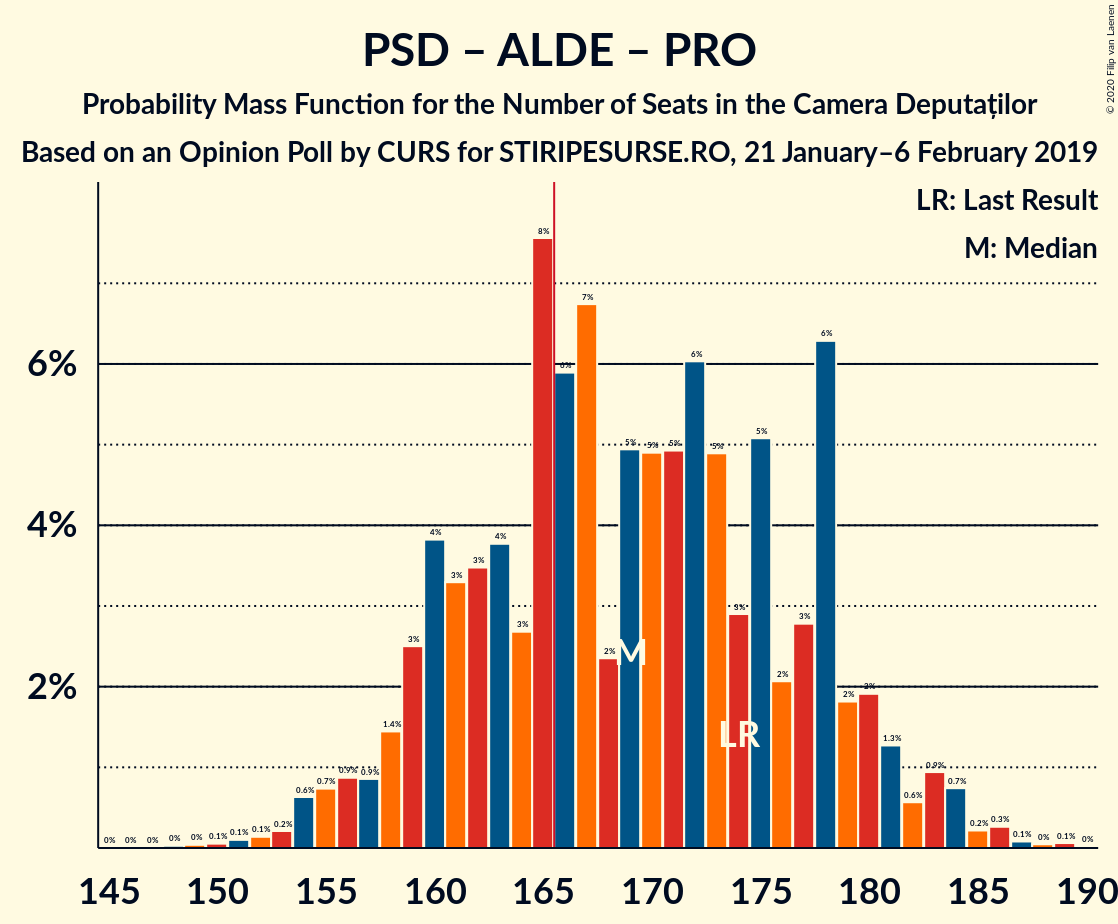 PSD – ALDE – PRO
Probability Mass Function for the Number of Seats in the Camera Deputaților
Based on an Opinion Poll by CURS for STIRIPESURSE.RO, 21 January–6 February 2019
© 2020 Filip van Laenen
LR: Last Result
M: Median
6%
4%
2%
0% 0% 0% 0% 0% 0.1% 0.1% 0.1% 0.2% 0.6% 0.7% 0.9% 0.9% 1.4% 3% 4% 3% 3% 4% 3% 8% 6% 7% 2% 5% 5% 5% 6% 5% 3% 5% 2% 3% 6% 2% 2% 1.3% 0.6% 0.9% 0.7% 0.2% 0.3% 0.1% 0% 0.1% 0%
M
LR
145 150 155 160 165 170 175 180 185 190